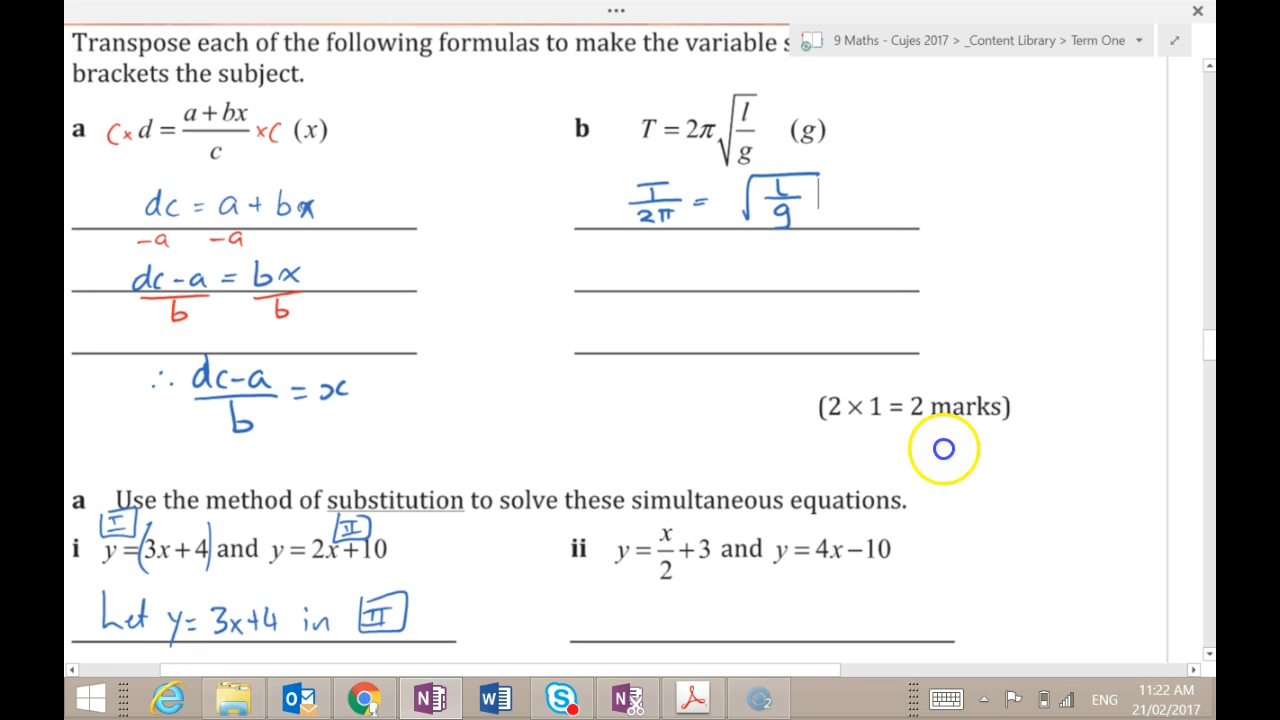 Transpose each of the following formulas to make the variable s
9 Maths - Cujes 2017 > _Content Library > Term One
brackets the subject.
a C× d = (a + bx)/c ×C (x)
b T = 2π√(l/g) (g)
dc = a + bx
-a -a
dc - a = bx
b b
∴ (dc-a)/b = x
T/2π = √(L/g)
(2 × 1 = 2 marks)
a Use the method of substitution to solve these simultaneous equations.
I II
i y = (3x + 4) and y = 2x + 10
ii y = x/2 + 3 and y = 4x − 10
Let y = 3x+4 in II
ENG
11:22 AM
21/02/2017